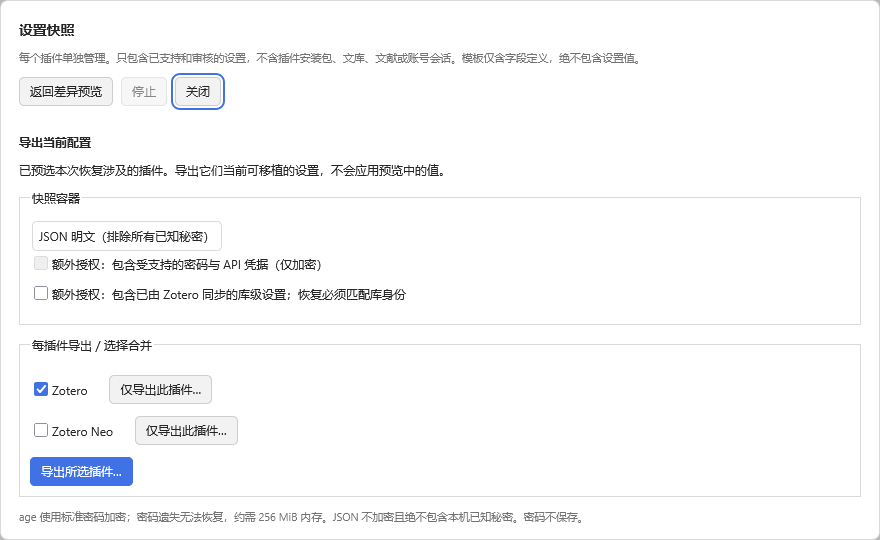 设置快照
每个插件单独管理。只包含已支持和审核的设置，不含插件安装包、文库、文献或账号会话。模板仅含字段定义，绝不包含设置值。
返回差异预览 停止 关闭
导出当前配置
已预选本次恢复涉及的插件。导出它们当前可移植的设置，不会应用预览中的值。
快照容器
JSON 明文（排除所有已知秘密）
额外授权：包含受支持的密码与 API 凭据（仅加密）
额外授权：包含已由 Zotero 同步的库级设置；恢复必须匹配库身份
每插件导出 / 选择合并
Zotero 仅导出此插件...
Zotero Neo 仅导出此插件...
导出所选插件...
age 使用标准密码加密；密码遗失无法恢复，约需 256 MiB 内存。JSON 不加密且绝不包含本机已知秘密。密码不保存。